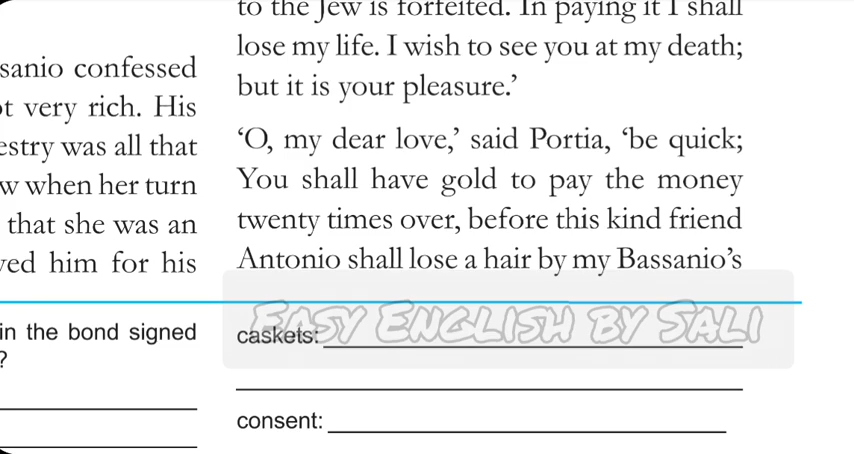 sanio confessed
ot very rich. His
estry was all that
w when her turn
that she was an
ved him for his
in the bond signed
?
to the Jew is forfeited. In paying it I shall
lose my life. I wish to see you at my death;
but it is your pleasure.’
‘O, my dear love,’ said Portia, ‘be quick;
You shall have gold to pay the money
twenty times over, before this kind friend
Antonio shall lose a hair by my Bassanio’s
EASY ENGLISH BY SALI
caskets:
consent: